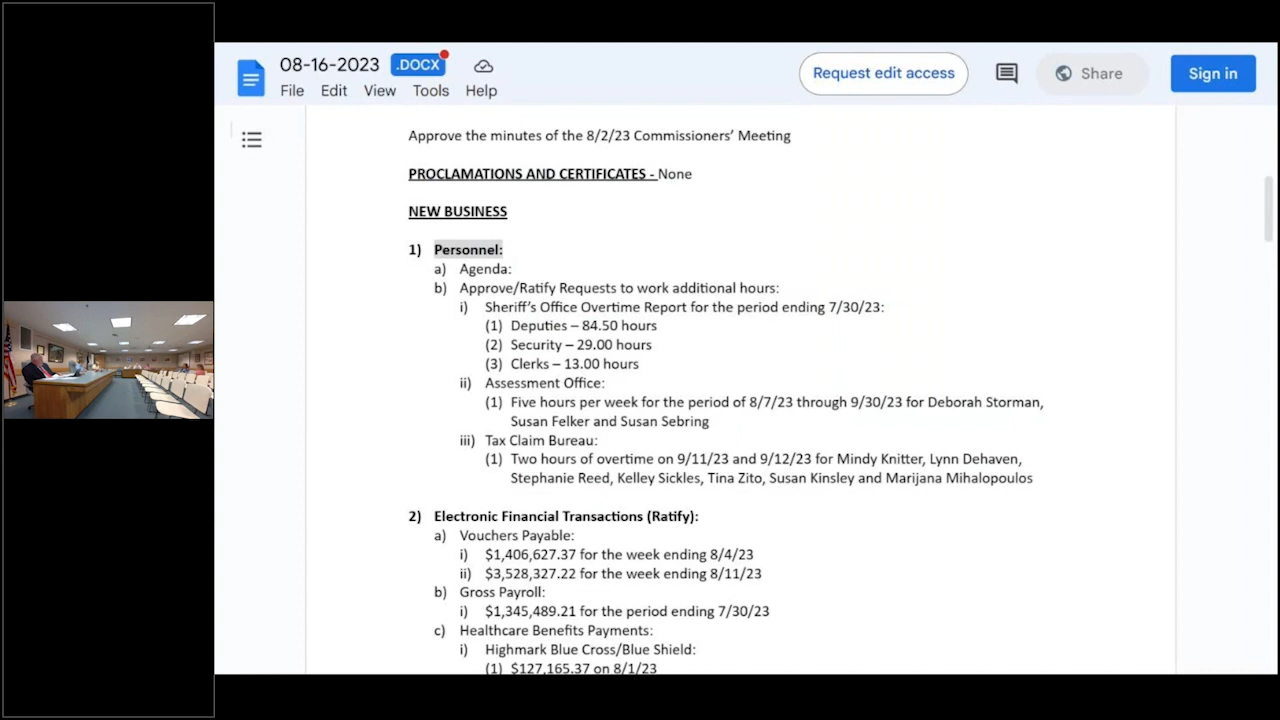 08-16-2023 .DOCX
File Edit View Tools Help
Request edit access
Share
Sign in
Approve the minutes of the 8/2/23 Commissioners’ Meeting
PROCLAMATIONS AND CERTIFICATES - None
NEW BUSINESS
1) Personnel:
a) Agenda:
b) Approve/Ratify Requests to work additional hours:
i) Sheriff’s Office Overtime Report for the period ending 7/30/23:
(1) Deputies – 84.50 hours
(2) Security – 29.00 hours
(3) Clerks – 13.00 hours
ii) Assessment Office:
(1) Five hours per week for the period of 8/7/23 through 9/30/23 for Deborah Storman,
Susan Felker and Susan Sebring
iii) Tax Claim Bureau:
(1) Two hours of overtime on 9/11/23 and 9/12/23 for Mindy Knitter, Lynn Dehaven,
Stephanie Reed, Kelley Sickles, Tina Zito, Susan Kinsley and Marijana Mihalopoulos
2) Electronic Financial Transactions (Ratify):
a) Vouchers Payable:
i) $1,406,627.37 for the week ending 8/4/23
ii) $3,528,327.22 for the week ending 8/11/23
b) Gross Payroll:
i) $1,345,489.21 for the period ending 7/30/23
c) Healthcare Benefits Payments:
i) Highmark Blue Cross/Blue Shield:
(1) $127,165.37 on 8/1/23